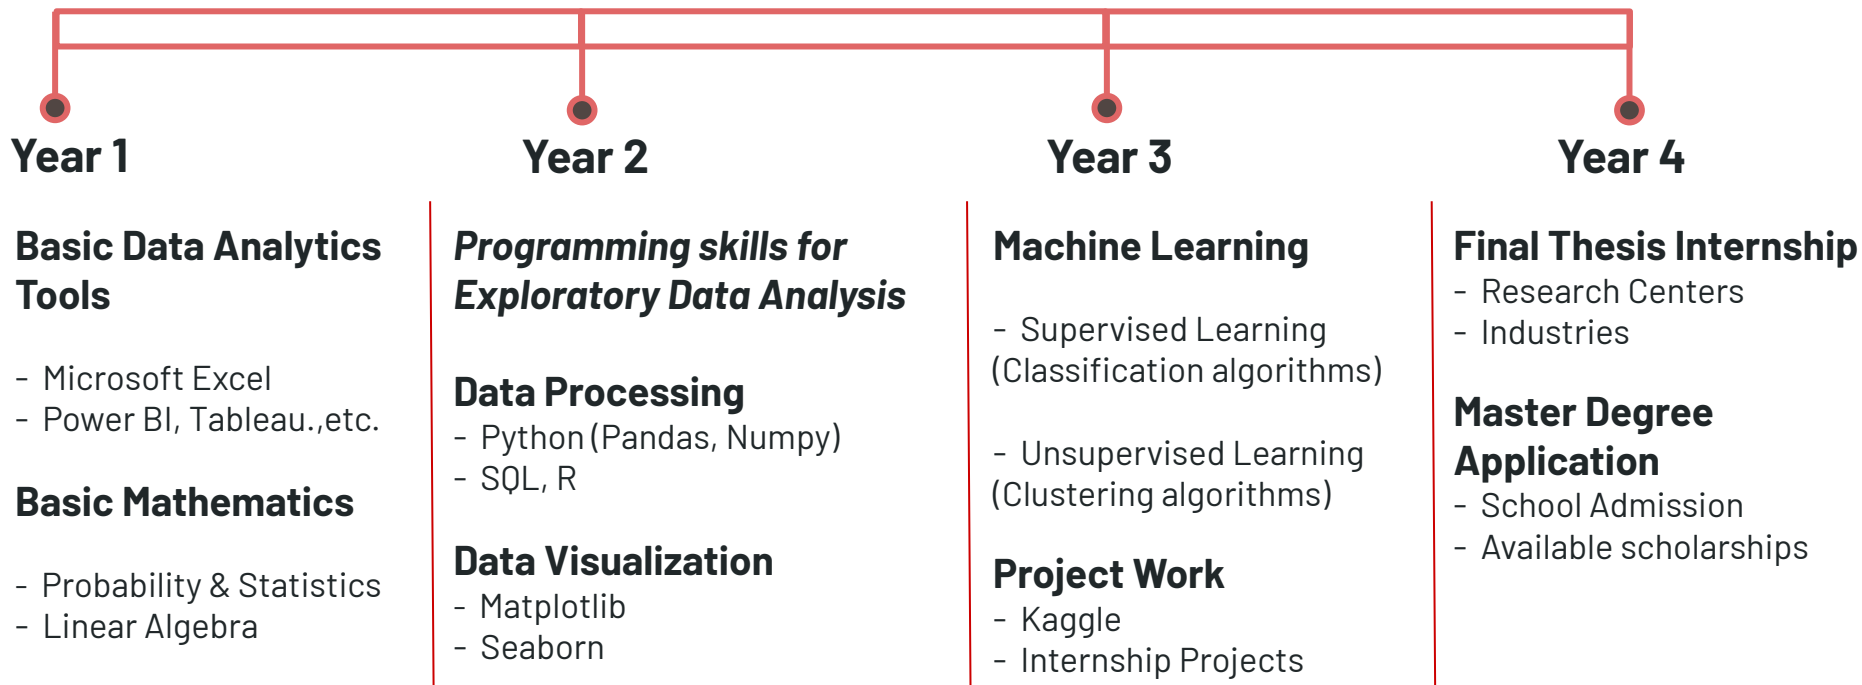 Year 1
Basic Data Analytics
Tools
- Microsoft Excel
- Power BI, Tableau.,etc.
Basic Mathematics
- Probability & Statistics
- Linear Algebra
Year 2
Programming skills for
Exploratory Data Analysis
Data Processing
- Python (Pandas, Numpy)
- SQL, R
Data Visualization
- Matplotlib
- Seaborn
Year 3
Machine Learning
- Supervised Learning
(Classification algorithms)
- Unsupervised Learning
(Clustering algorithms)
Project Work
- Kaggle
- Internship Projects
Year 4
Final Thesis Internship
- Research Centers
- Industries
Master Degree
Application
- School Admission
- Available scholarships